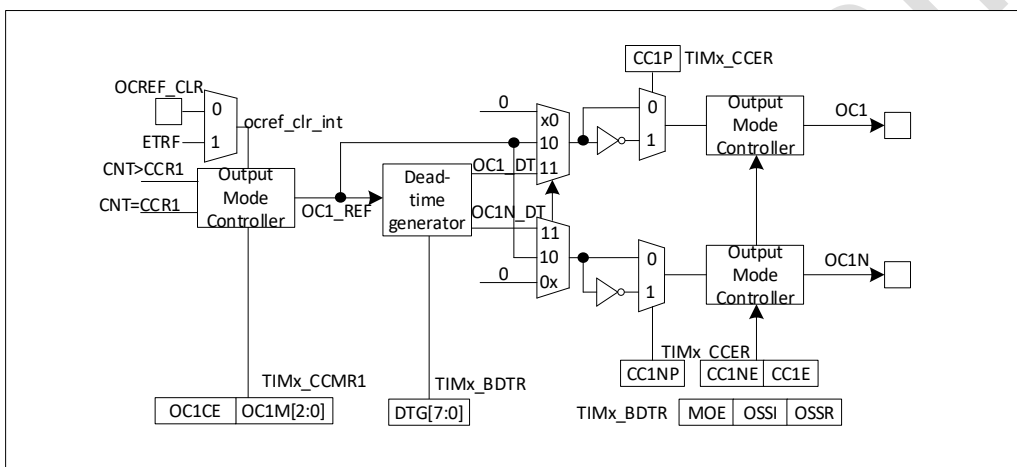 CC1P TIMx_CCER
OCREF_CLR
0
1
ETRF
ocref_clr_int
CNT>CCR1
CNT=CCR1
Output
Mode
Controller
OC1_REF
Dead-
time
generator
OC1_DT
OC1N_DT
0
x0
10
11
11
10
0x
0
0
1
Output
Mode
Controller
OC1
0
1
Output
Mode
Controller
OC1N
TIMx_CCER
CC1NP CC1NE CC1E
TIMx_CCMR1
OC1CE OC1M[2:0]
TIMx_BDTR
DTG[7:0]
TIMx_BDTR MOE OSSI OSSR